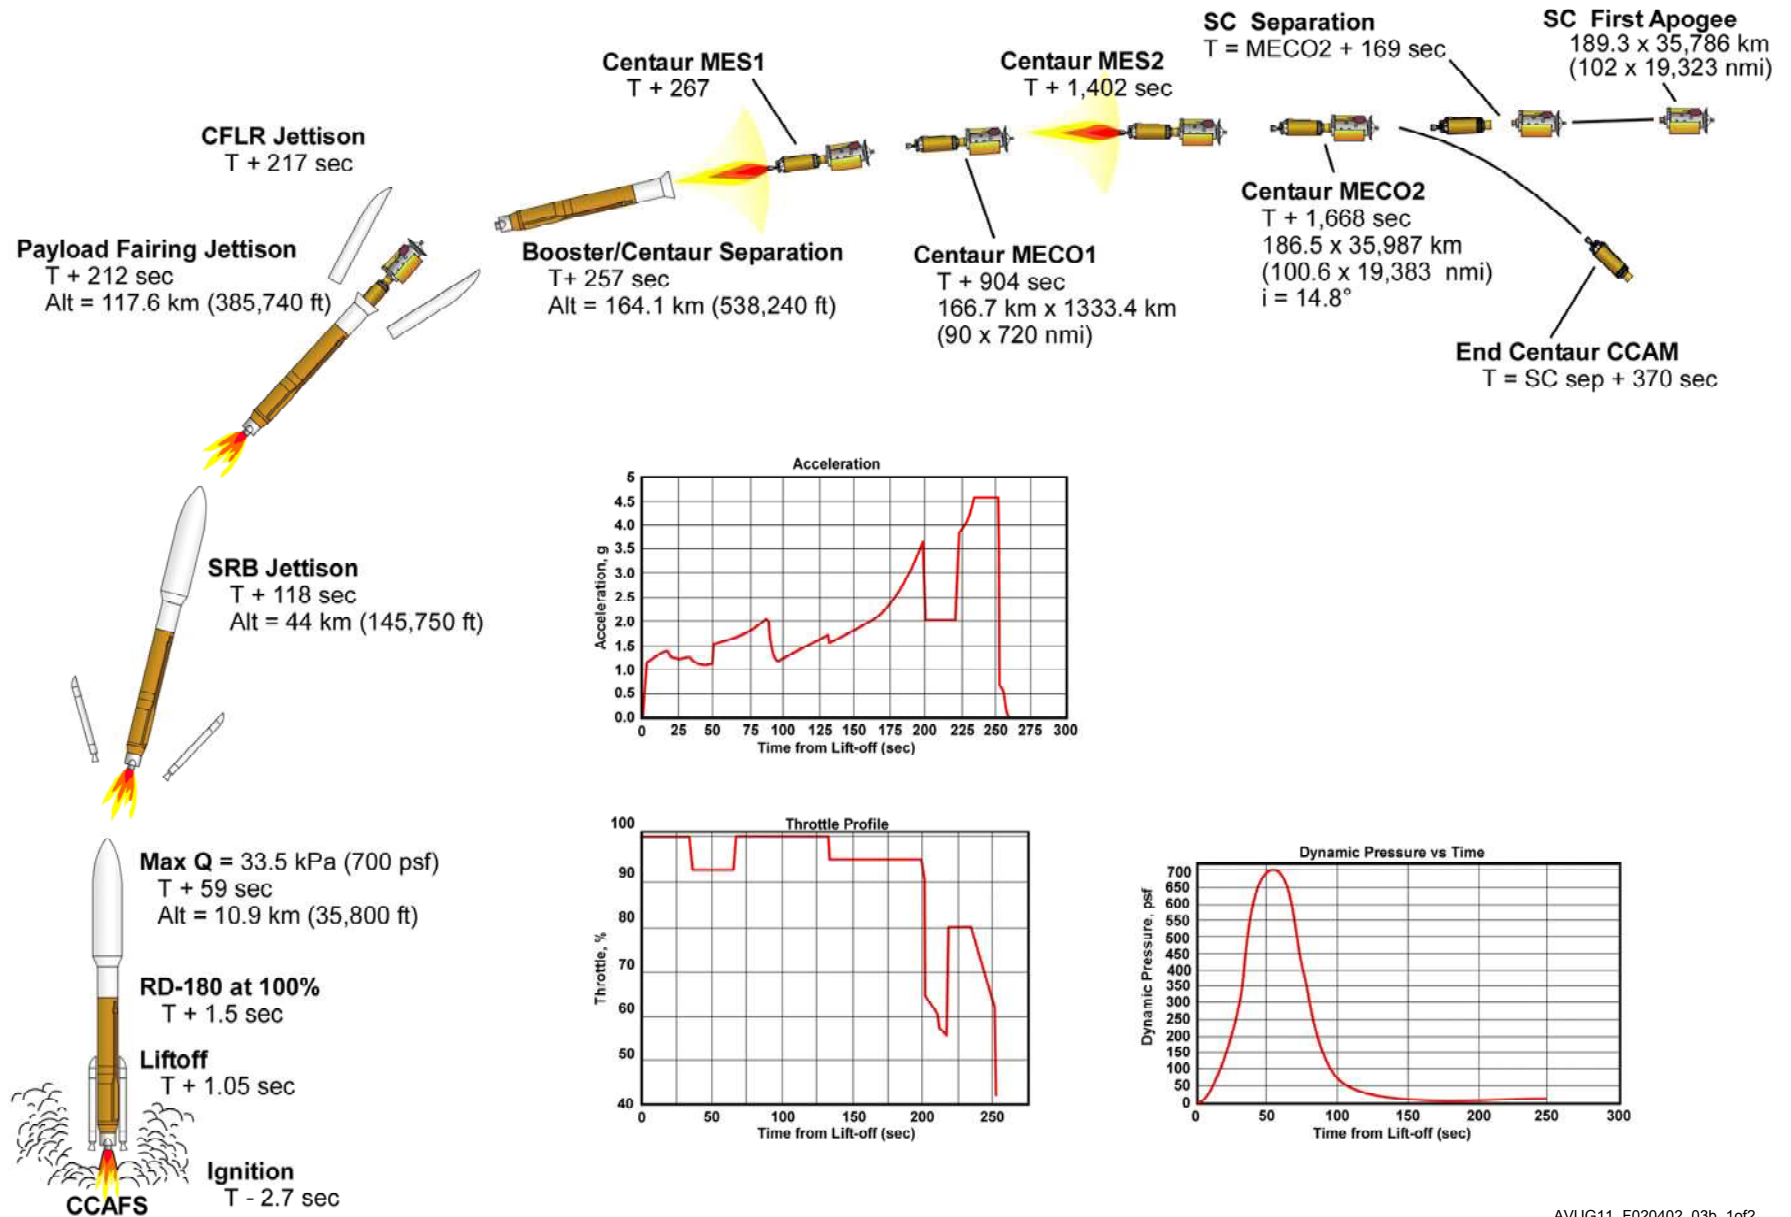 SC Separation
T = MECO2 + 169 sec
SC First Apogee
189.3 x 35,786 km
(102 x 19,323 nmi)
Centaur MES1
T + 267
Centaur MES2
T + 1,402 sec
CFLR Jettison
T + 217 sec
Payload Fairing Jettison
T + 212 sec
Alt = 117.6 km (385,740 ft)
Booster/Centaur Separation
T+ 257 sec
Alt = 164.1 km (538,240 ft)
Centaur MECO1
T + 904 sec
166.7 km x 1333.4 km
(90 x 720 nmi)
Centaur MECO2
T + 1,668 sec
186.5 x 35,987 km
(100.6 x 19,383 nmi)
i = 14.8°
End Centaur CCAM
T = SC sep + 370 sec
SRB Jettison
T + 118 sec
Alt = 44 km (145,750 ft)
Max Q = 33.5 kPa (700 psf)
T + 59 sec
Alt = 10.9 km (35,800 ft)
RD-180 at 100%
T + 1.5 sec
Liftoff
T + 1.05 sec
Ignition
T - 2.7 sec
CCAFS
Acceleration
Acceleration, g
5
4.5
4.0
3.5
3.0
2.5
2.0
1.5
1.0
0.5
0.0
0 25 50 75 100 125 150 175 200 225 250 275 300
Time from Lift-off (sec)
Throttle Profile
Throttle, %
100
90
80
70
60
50
40
0 50 100 150 200 250
Time from Lift-off (sec)
Dynamic Pressure vs Time
Dynamic Pressure, psf
700
650
600
550
500
450
400
350
300
250
200
150
100
50
0
0 50 100 150 200 250 300
Time from Lift-off (sec)
AVUG11_F020402_03b_1of2